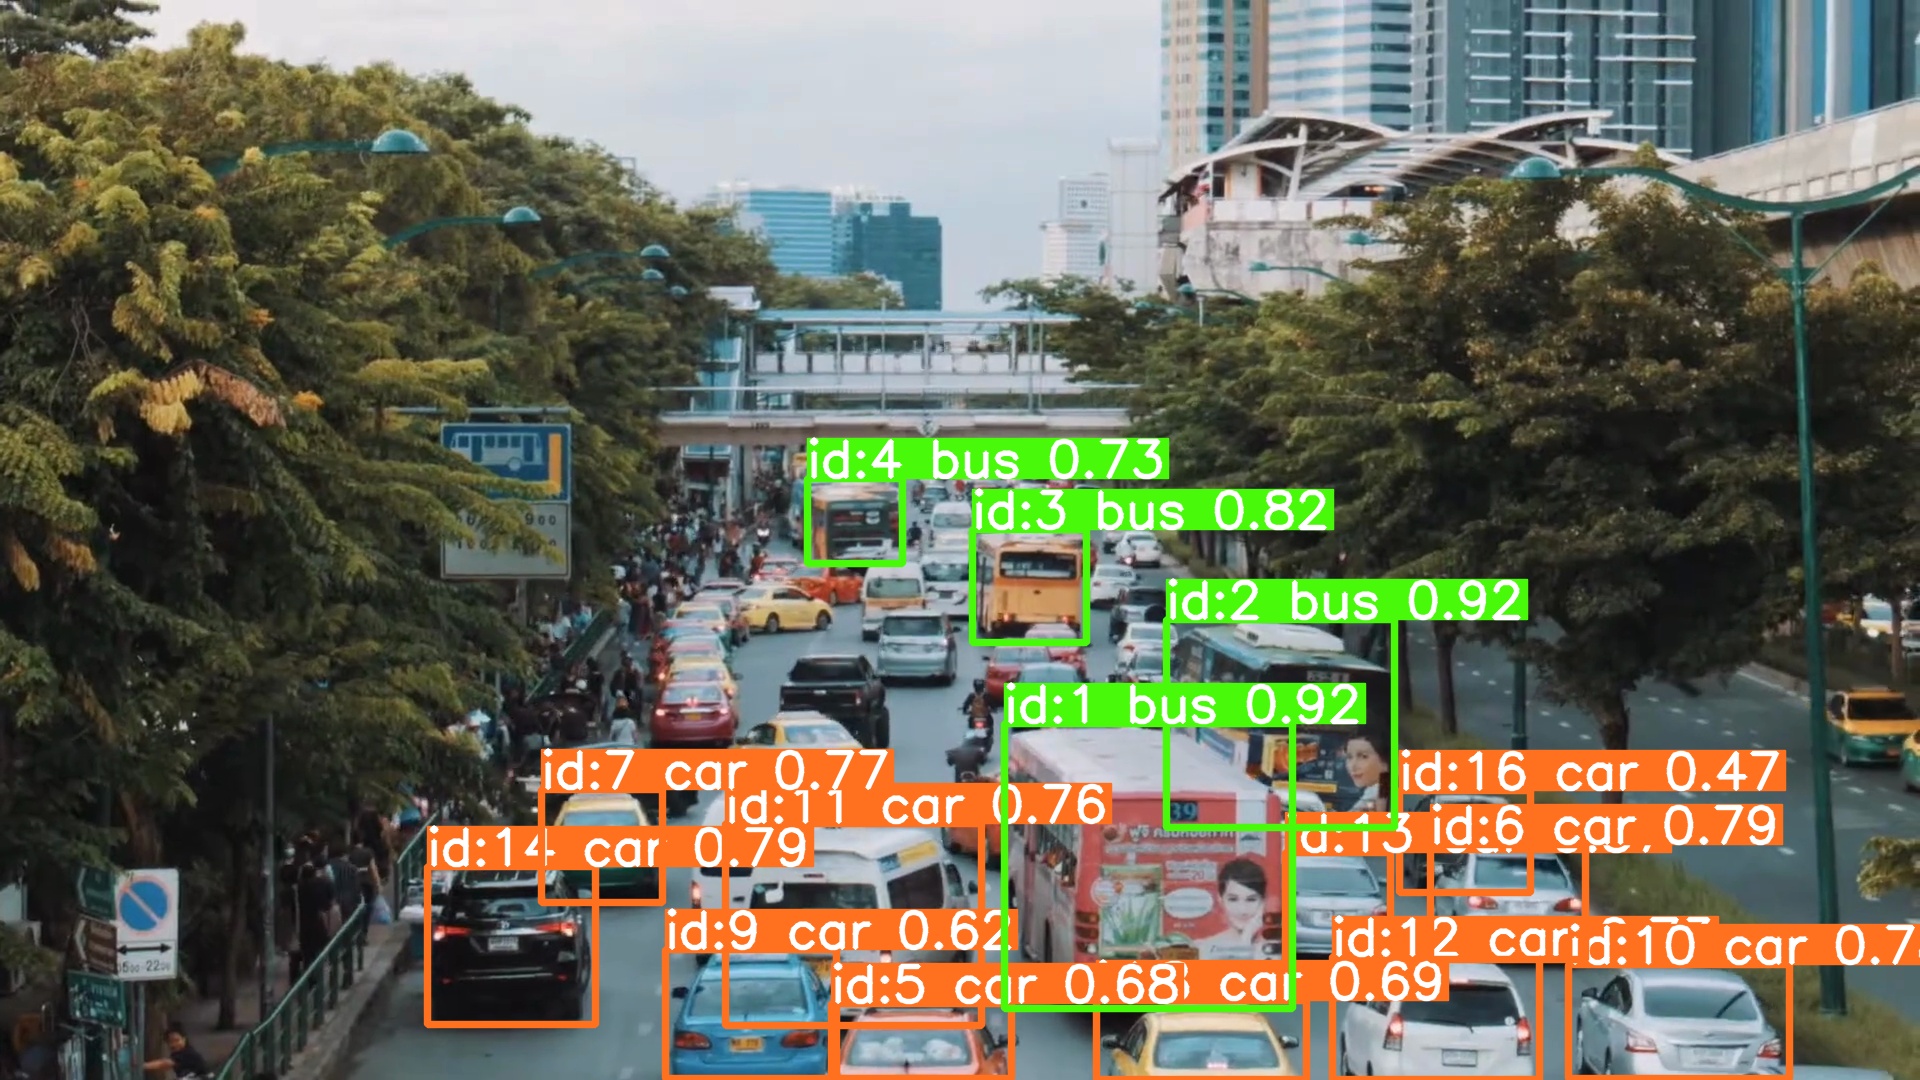 id:4 bus 0.73
id:3 bus 0.82
id:2 bus 0.92
id:1 bus 0.92
id:7 car 0.77
id:16 car 0.47
id:11 car 0.76
id:6 car 0.79
id:14 car 0.79
id:13
39
id:9 car 0.62
id:12 car
id:10 car
id:5 car 0.68
car 0.69